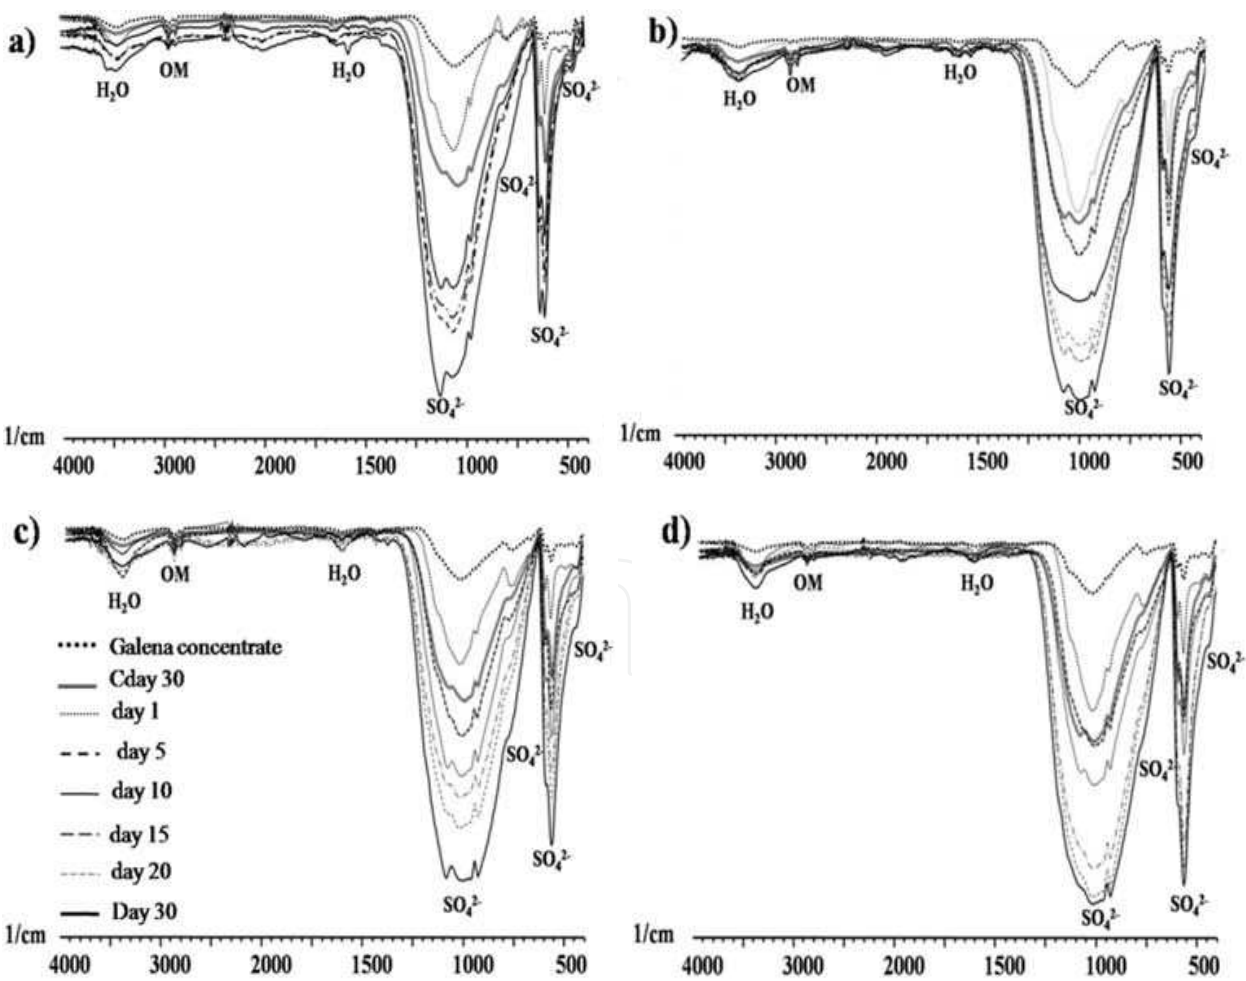 a)
H₂O
OM
H₂O
SO₄²⁻
SO₄²
SO₄²⁻
SO₄²⁻
1/cm
4000 3000 2000 1500 1000 500
b)
H₂O
OM
H₂O
SO₄²⁻
SO₄²⁻
SO₄²⁻
1/cm
4000 3000 2000 1500 1000 500
c)
H₂O
OM
H₂O
SO₄²⁻
SO₄²
SO₄²⁻
SO₄²⁻
Galena concentrate
Cday 30
day 1
day 5
day 10
day 15
day 20
Day 30
1/cm
4000 3000 2000 1500 1000 500
d)
H₂O
OM
H₂O
SO₄²⁻
SO₄²
SO₄²⁻
SO₄²⁻
1/cm
4000 3000 2000 1500 1000 500